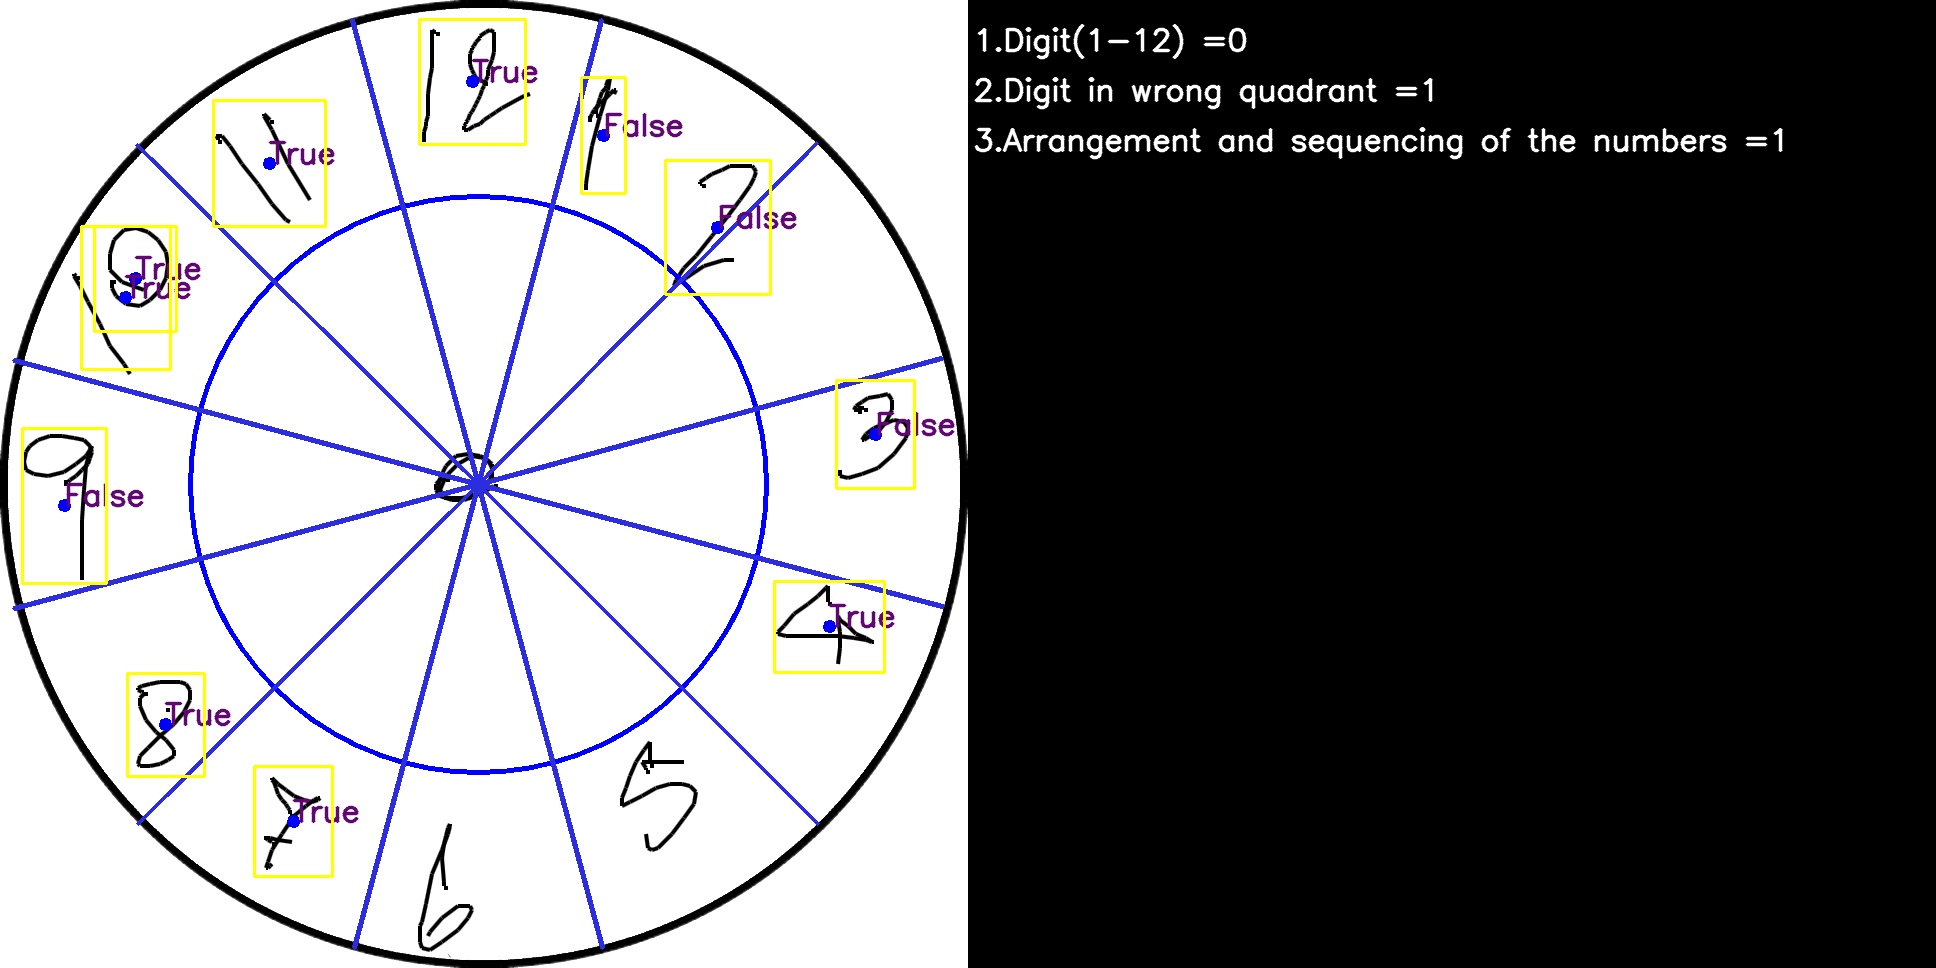 12
True
1
False
11
True
2
False
10
True
True
3
False
9
False
4
True
8
True
7
True
5
6
1.Digit(1-12) =0
2.Digit in wrong quadrant =1
3.Arrangement and sequencing of the numbers =1